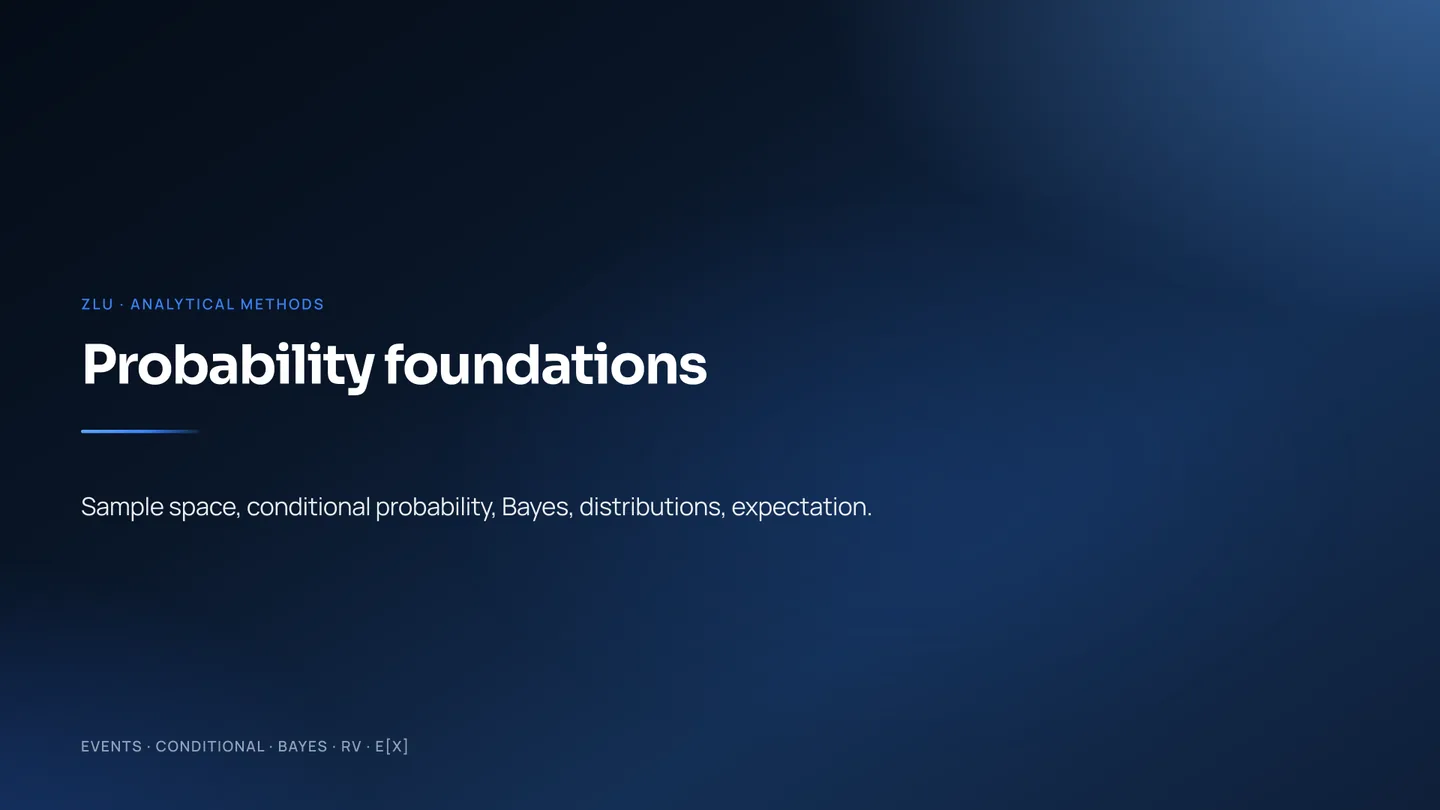 ZLU · ANALYTICAL METHODS
Probability foundations
Sample space, conditional probability, Bayes, distributions, expectation.
EVENTS · CONDITIONAL · BAYES · RV · E[X]